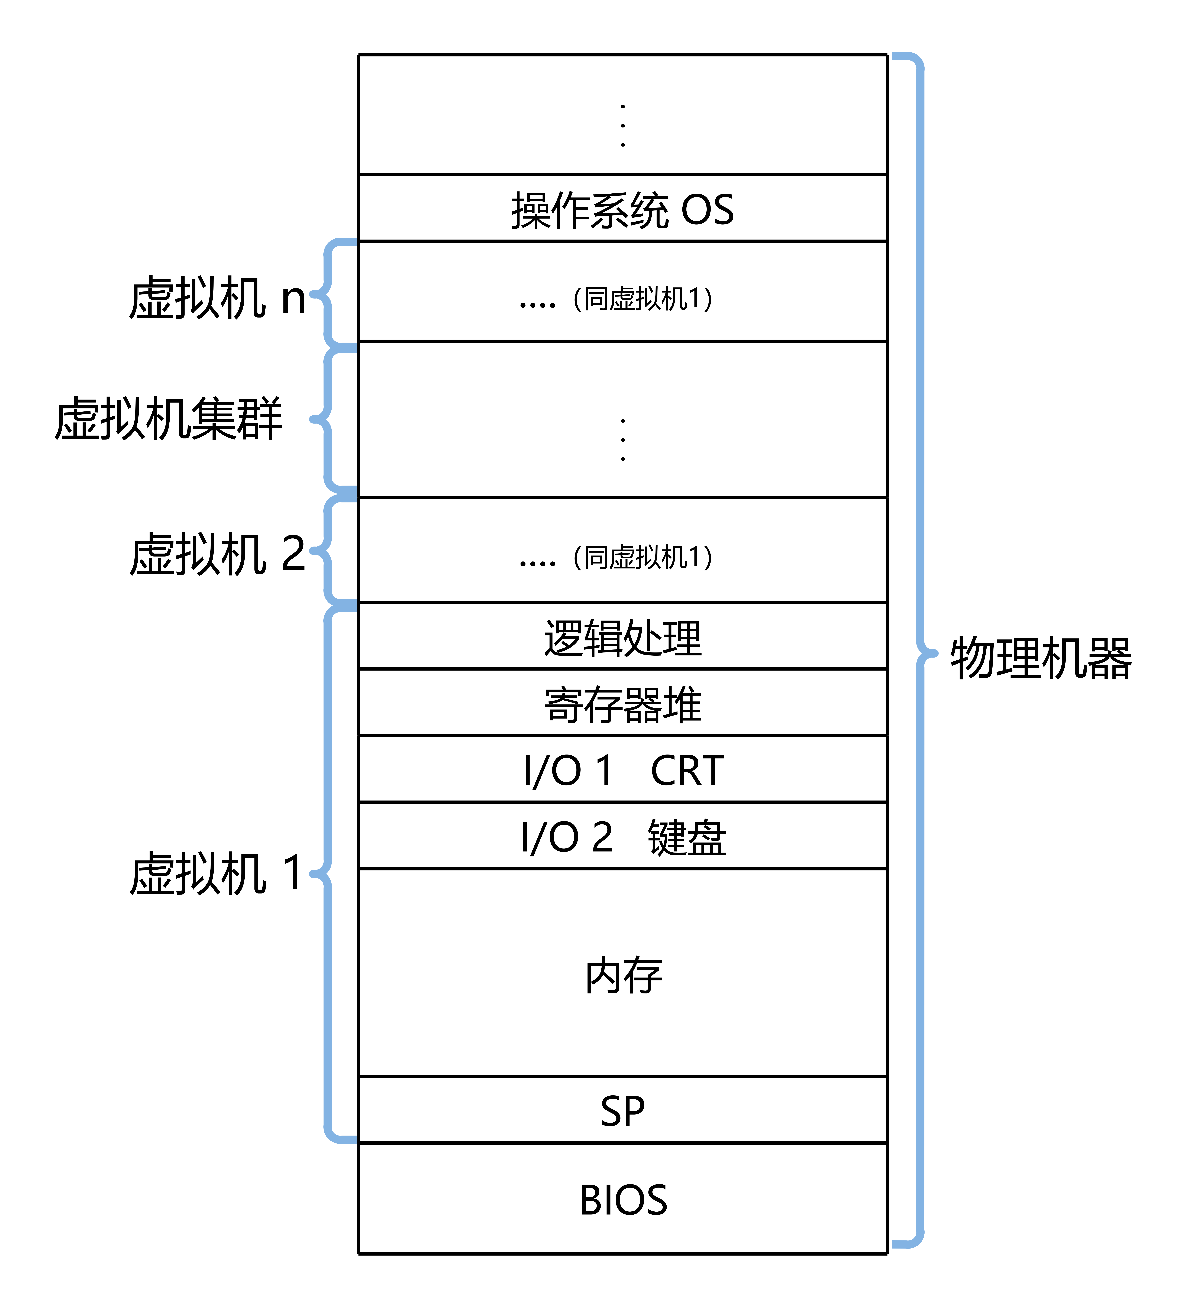 ⋮
操作系统 OS
虚拟机 n
....（同虚拟机1）
虚拟机集群
⋮
虚拟机 2
....（同虚拟机1）
逻辑处理
物理机器
寄存器堆
I/O 1 CRT
I/O 2 键盘
虚拟机 1
内存
SP
BIOS